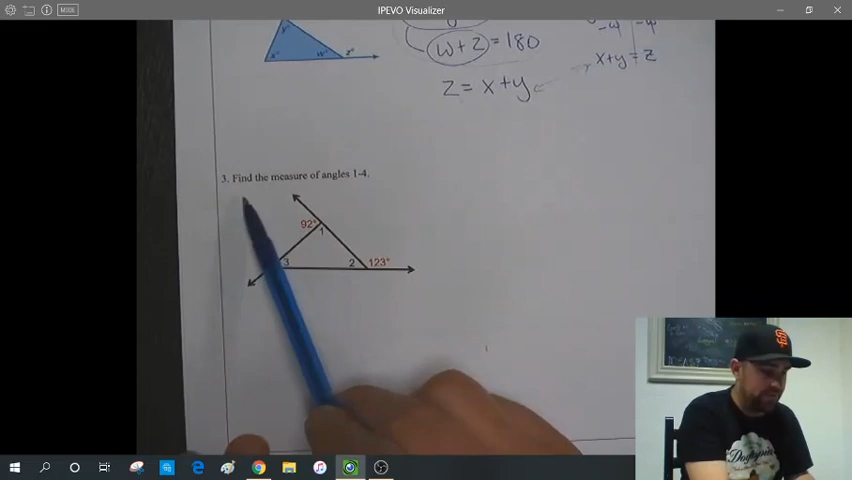 IPEVO Visualizer
y°
x°
w°
z°
w+z = 180
-w
-w
x+y = z
z = x+y
3. Find the measure of angles 1-4.
92°
1
3
2
123°